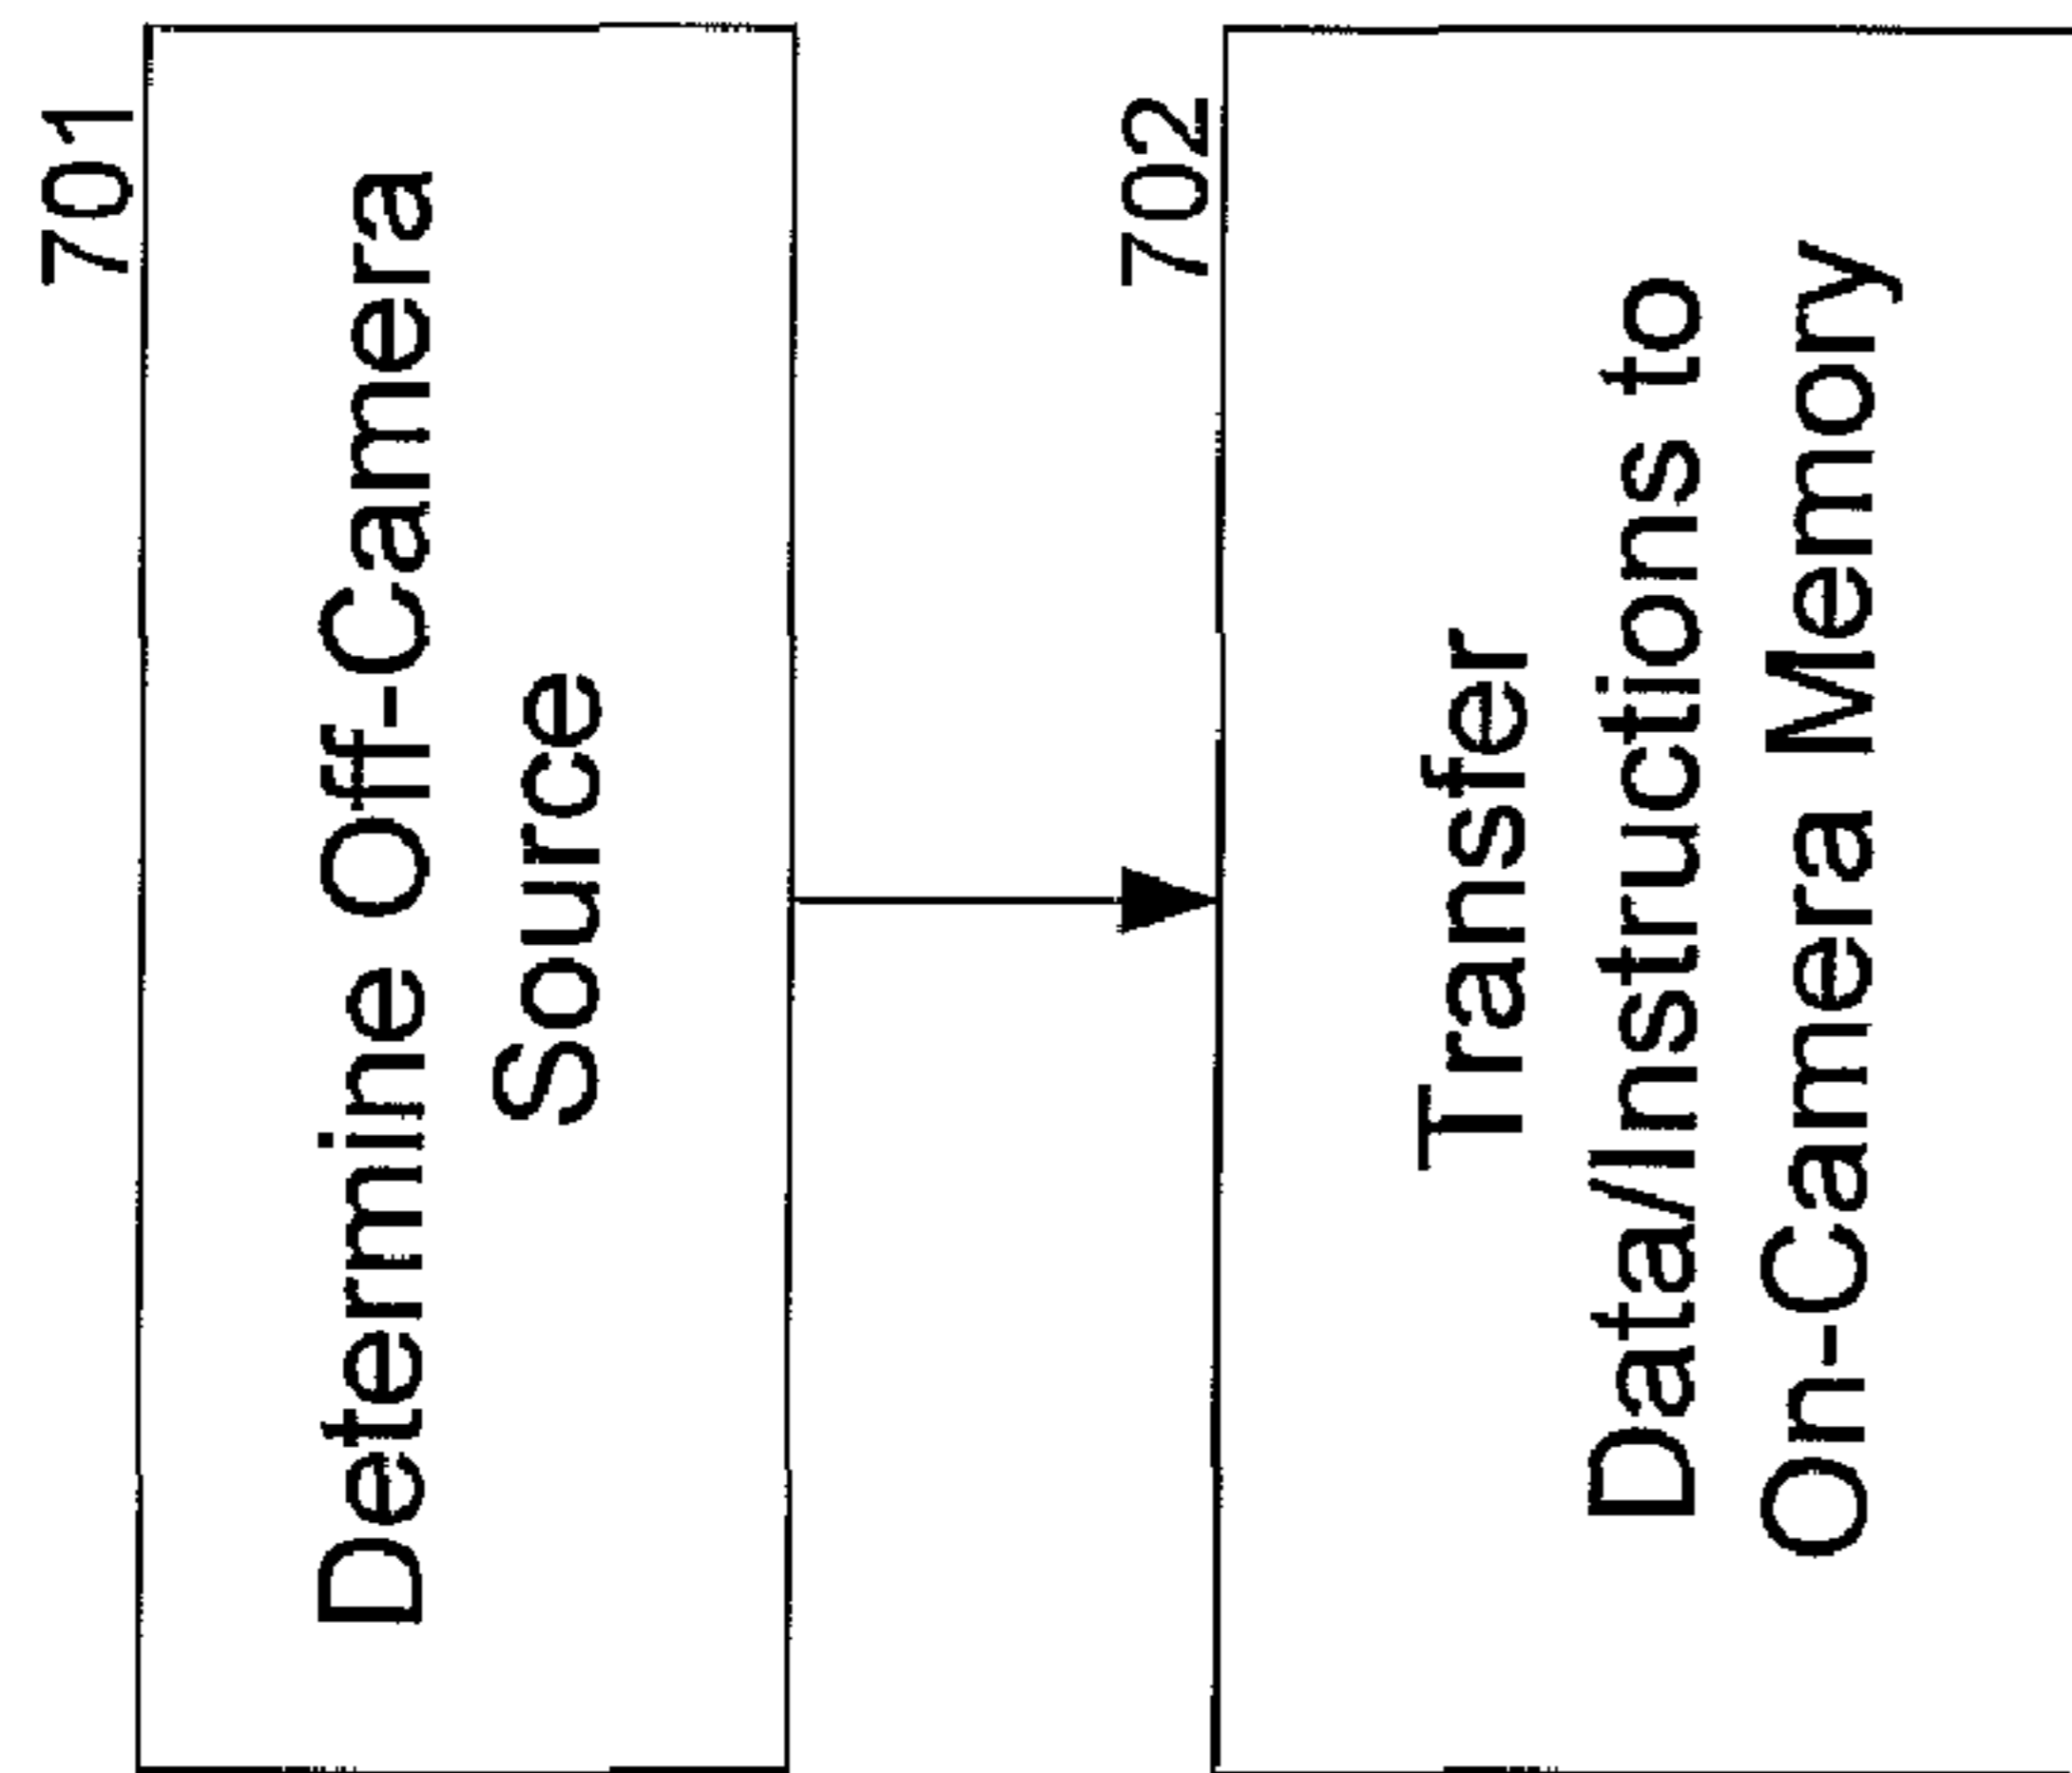 701
Determine Off-Camera
Source
702
Transfer
Data/Instructions to
On-Camera Memory